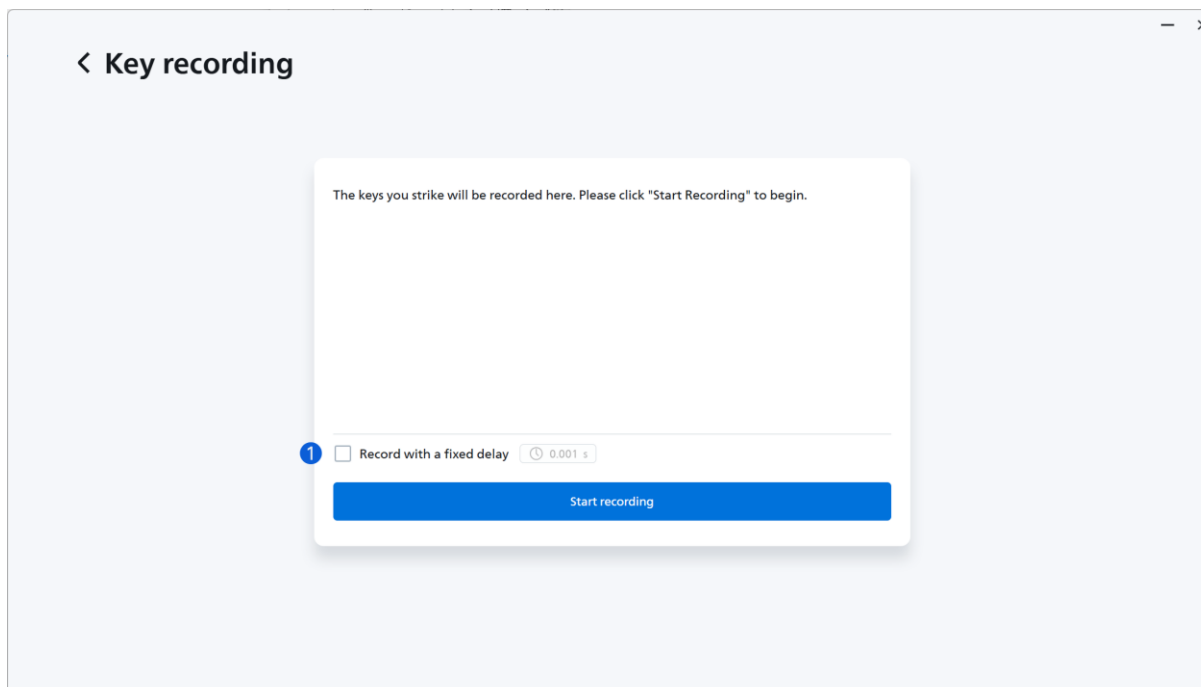 Key recording
The keys you strike will be recorded here. Please click "Start Recording" to begin.
1 Record with a fixed delay 0.001 s
Start recording